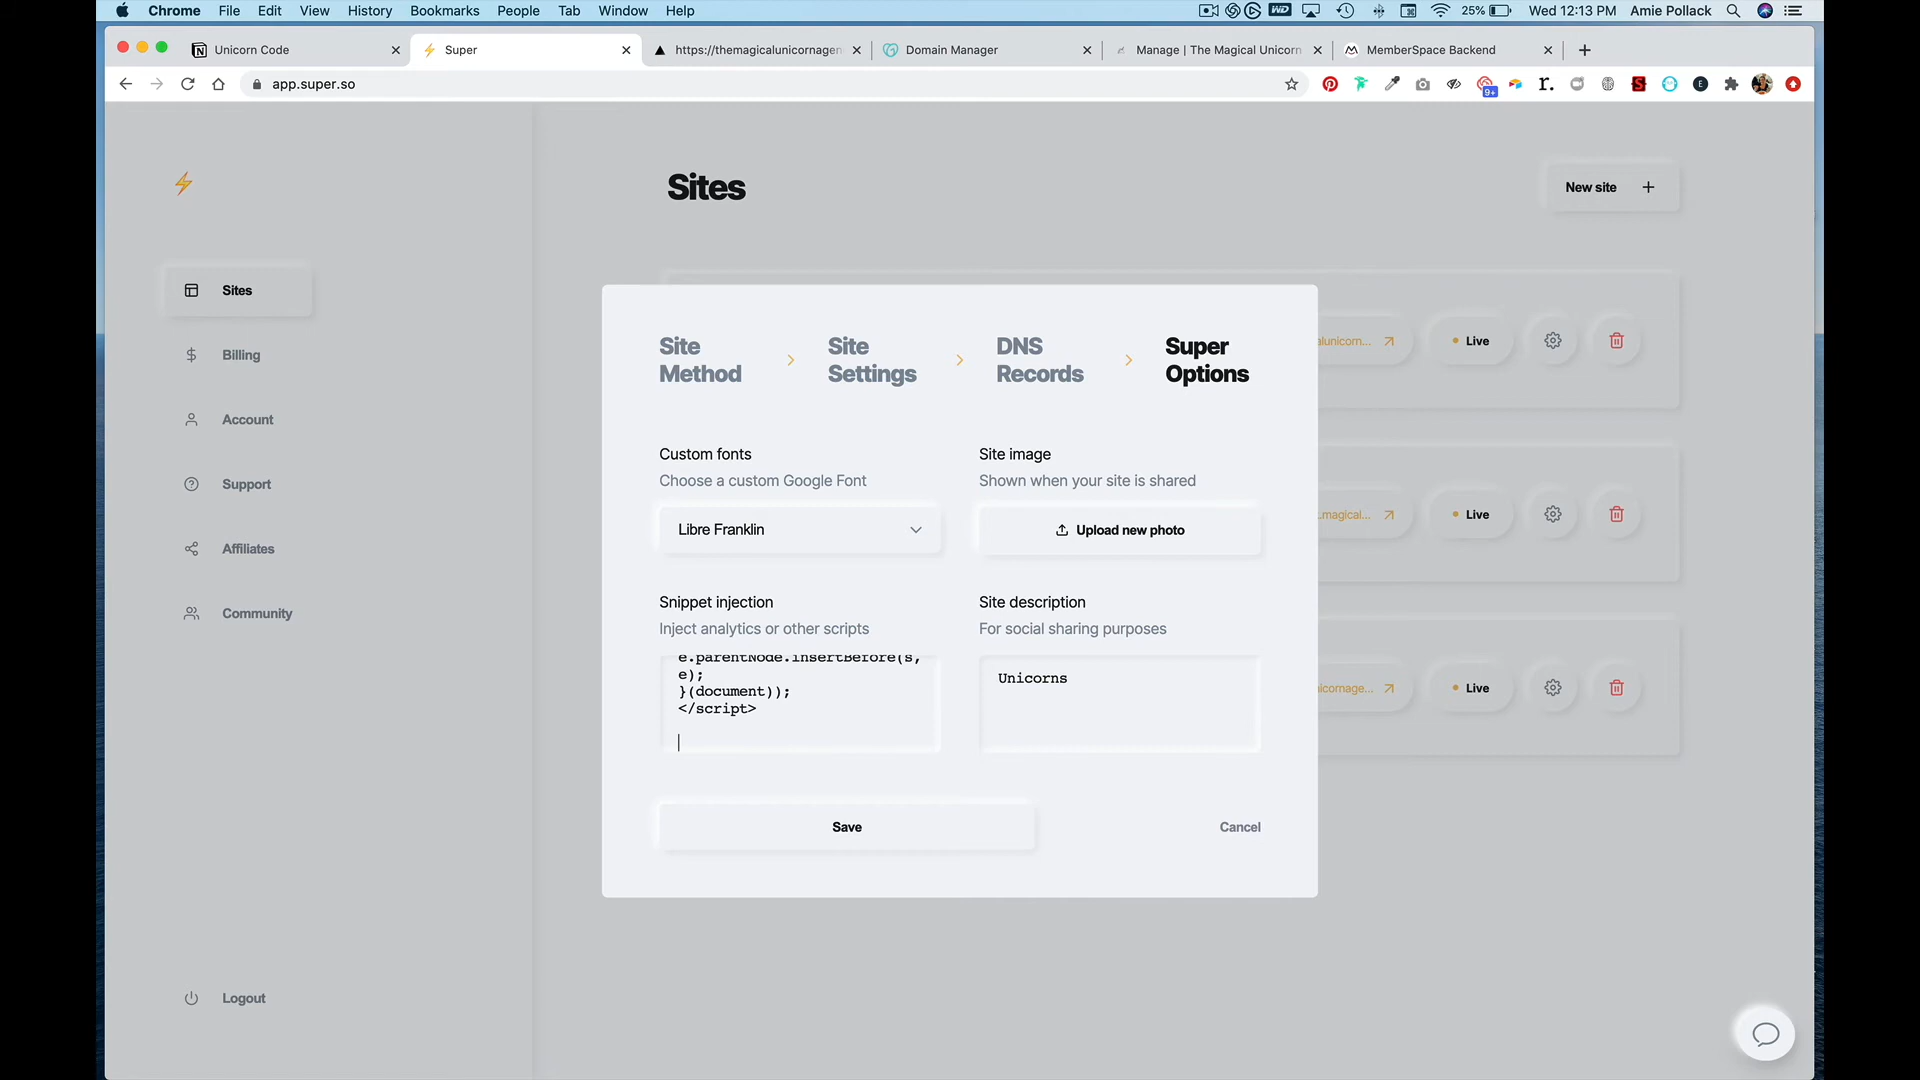 Chrome File Edit View History Bookmarks People Tab Window Help 25% Wed 12:13 PM Amie Pollack
Unicorn Code
Super
https://themagicalunicornagen
Domain Manager
Manage | The Magical Unicorn
MemberSpace Backend
app.super.so
9+
Sites
New site
Sites
Billing
Account
Support
Affiliates
Community
Logout
Site Method
Site Settings
DNS Records
Super Options
Custom fonts
Choose a custom Google Font
Libre Franklin
Site image
Shown when your site is shared
Upload new photo
Snippet injection
Inject analytics or other scripts
e.parentNode.insertBefore(s,
e);
}(document));
</script>
Site description
For social sharing purposes
Unicorns
Save
Cancel
alunicorn...
Live
.magical...
Live
icornage...
Live